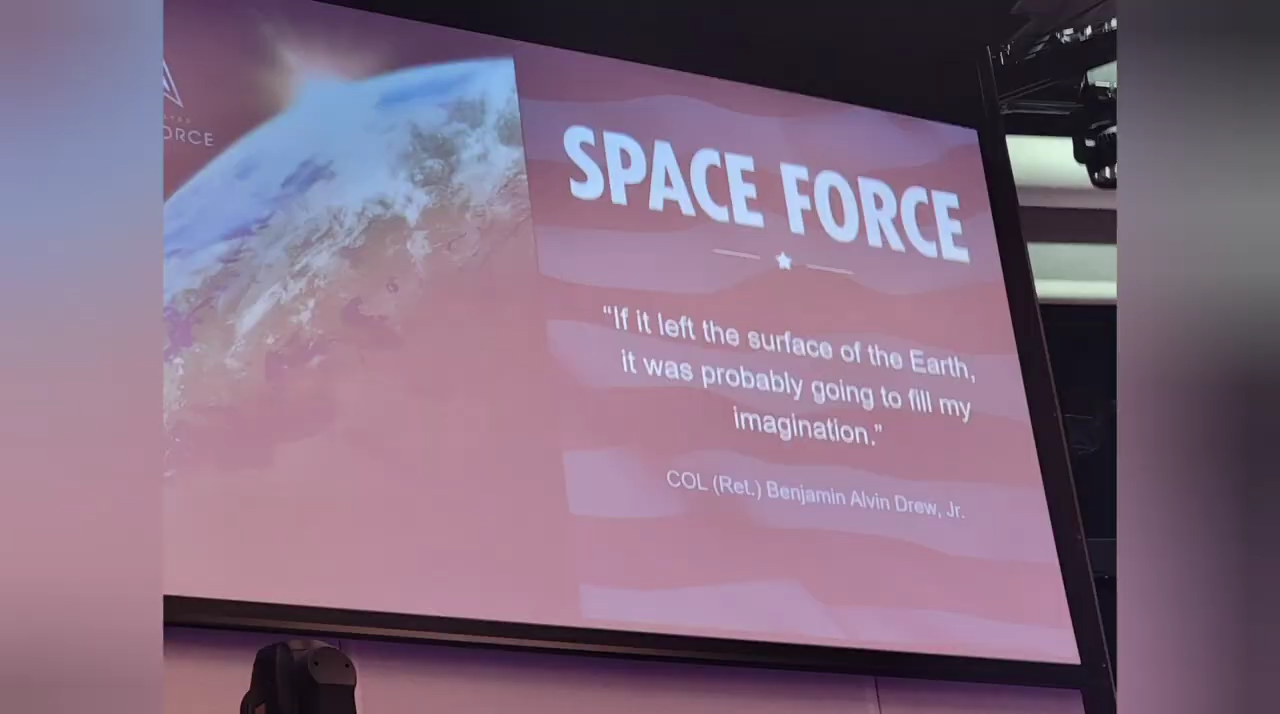 ORCE
SPACE FORCE
“If it left the surface of the Earth,
it was probably going to fill my
imagination.”
COL (Ret.) Benjamin Alvin Drew, Jr.